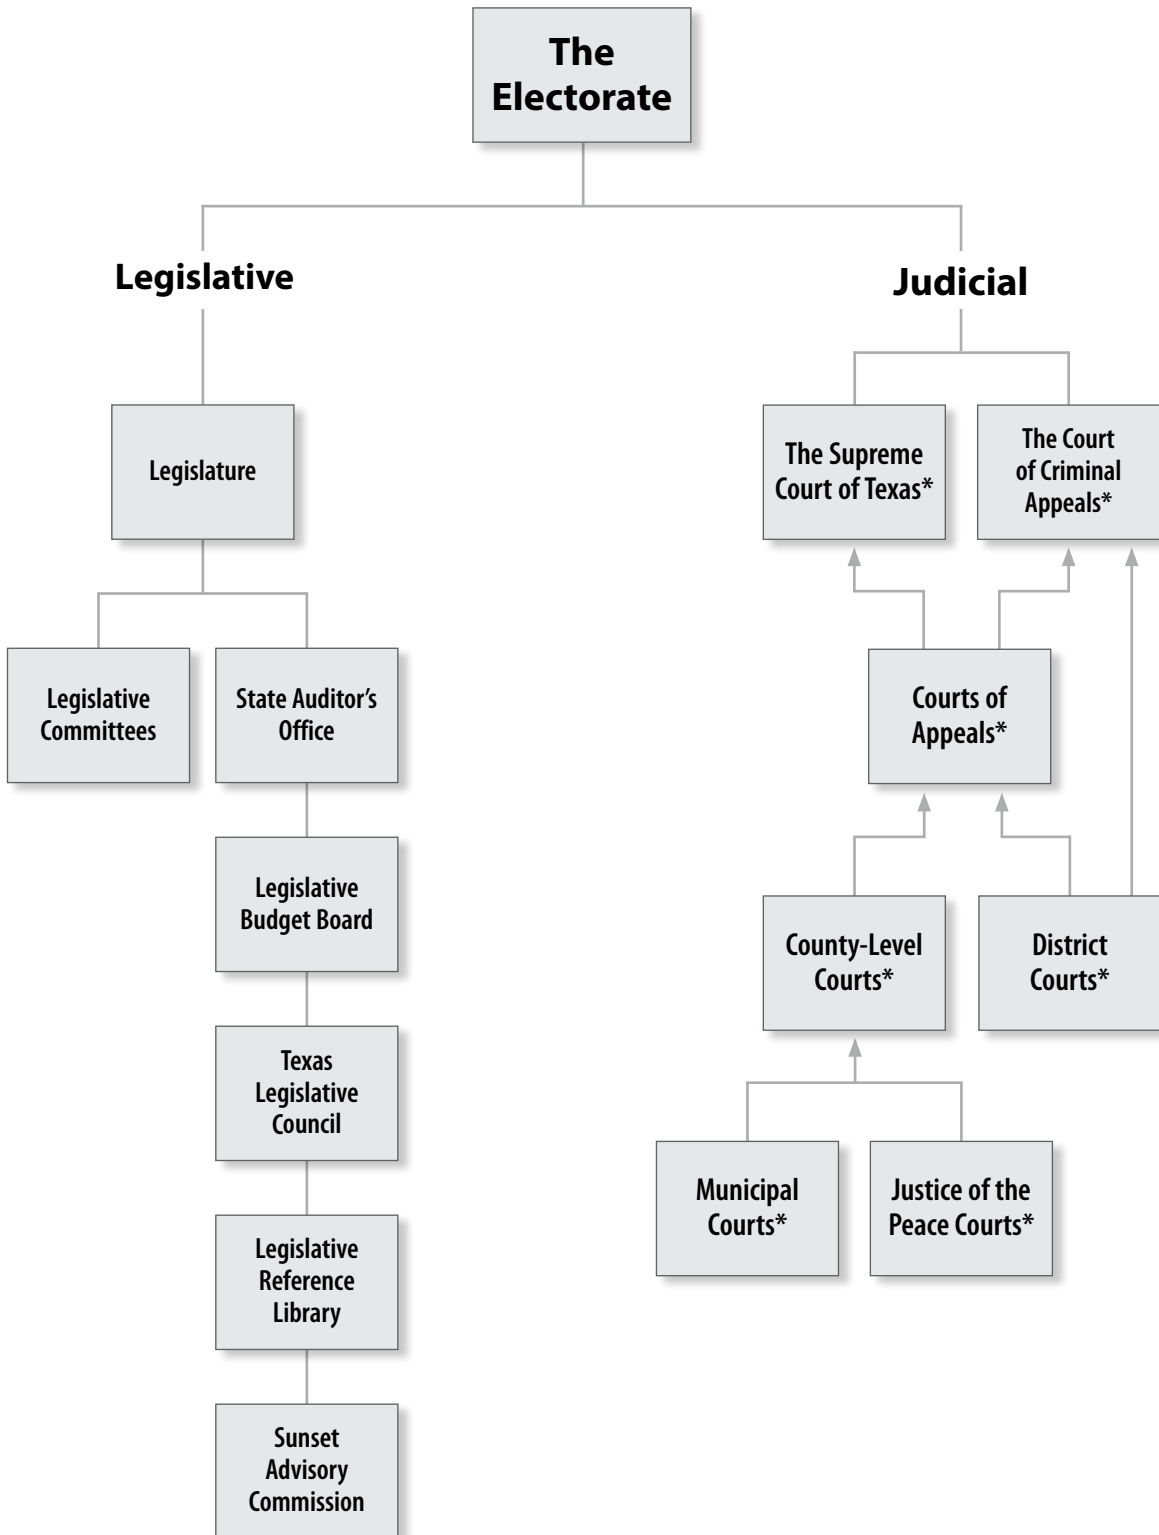 The
Electorate
Legislative
Judicial
Legislature
The Supreme
Court of Texas*
The Court
of Criminal
Appeals*
Legislative
Committees
State Auditor’s
Office
Courts of
Appeals*
Legislative
Budget Board
County-Level
Courts*
District
Courts*
Texas
Legislative
Council
Municipal
Courts*
Justice of the
Peace Courts*
Legislative
Reference
Library
Sunset
Advisory
Commission